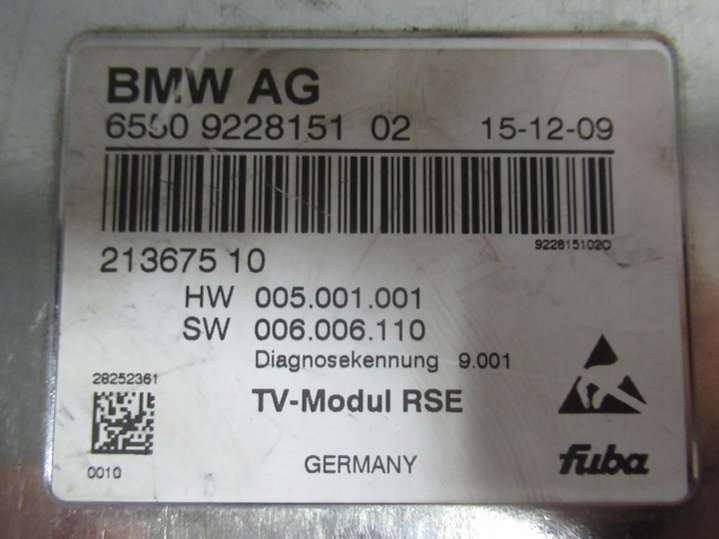 BMW AG
6550 9228151 02 15-12-09
9228151020
213675 10
HW 005.001.001
SW 006.006.110
Diagnosekennung 9.001
28252361
TV-Modul RSE
0010
GERMANY
fuba